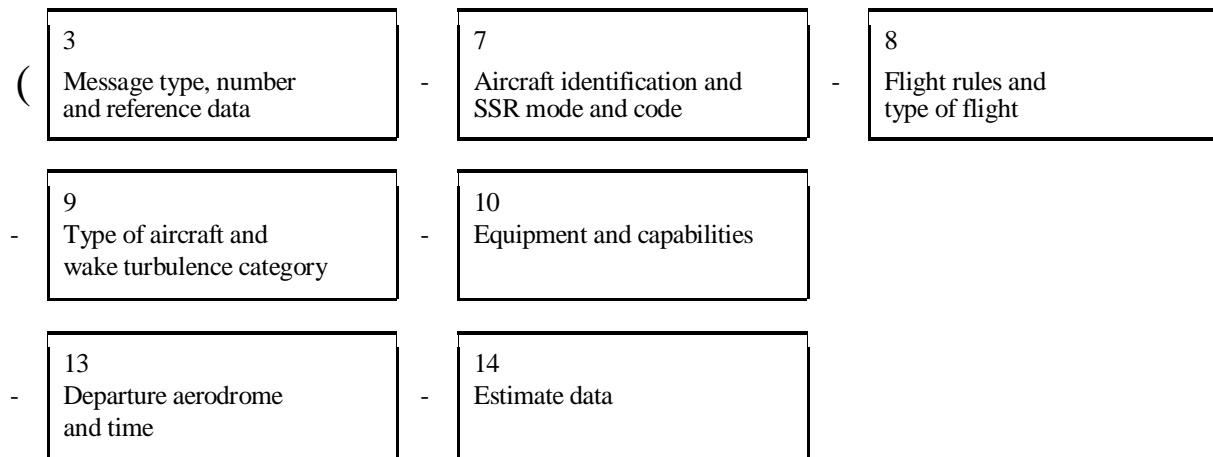 3 7 8
( Message type, number - Aircraft identification and - Flight rules and
and reference data SSR mode and code type of flight
9 10
- Type of aircraft and - Equipment and capabilities
wake turbulence category
13 14
- Departure aerodrome - Estimate data
and time